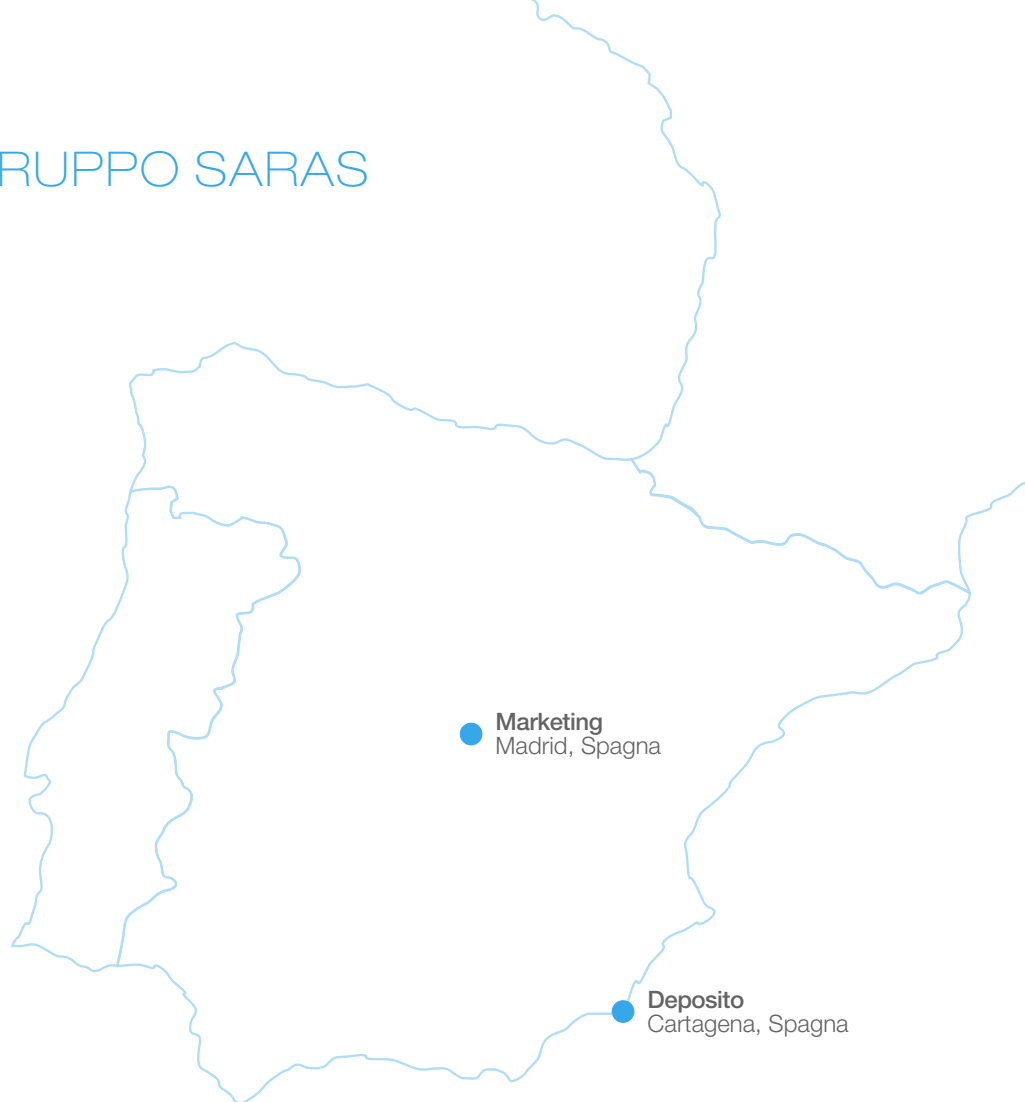 RUPPO SARAS
Marketing
Madrid, Spagna
Deposito
Cartagena, Spagna